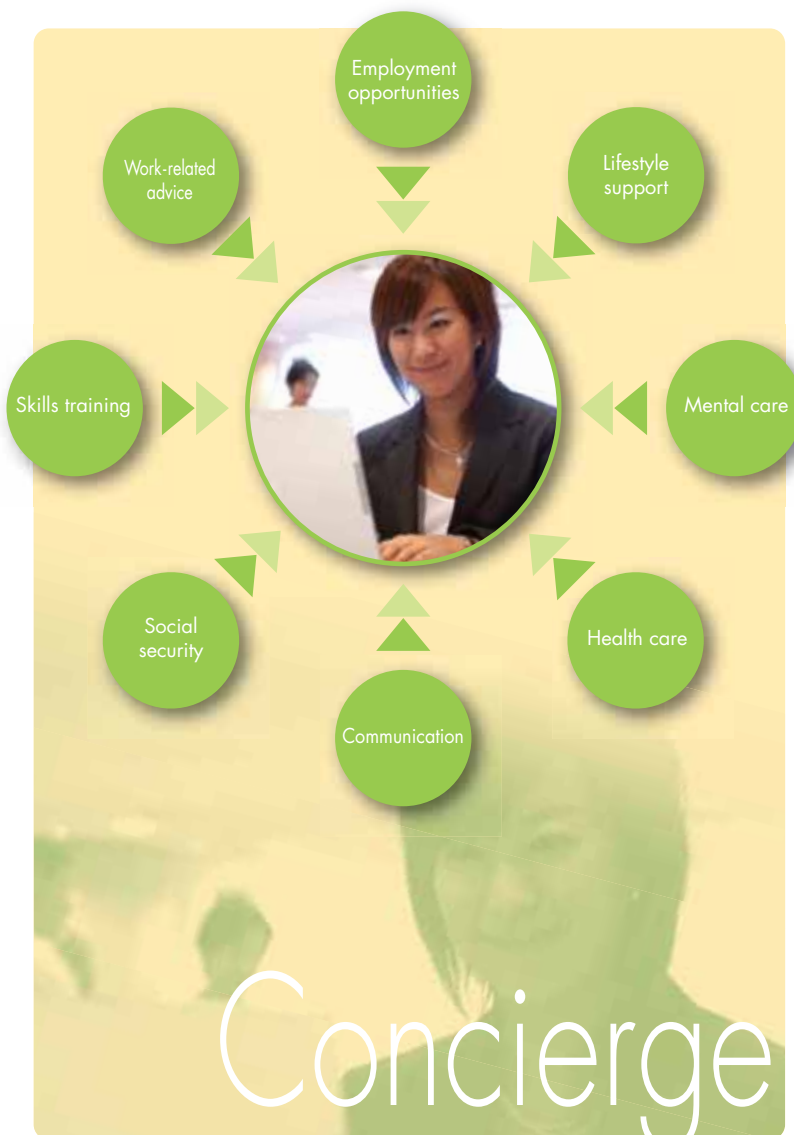 Employment
opportunities
Work-related
advice
Lifestyle
support
Skills training
Mental care
Social
security
Health care
Communication
Concierge